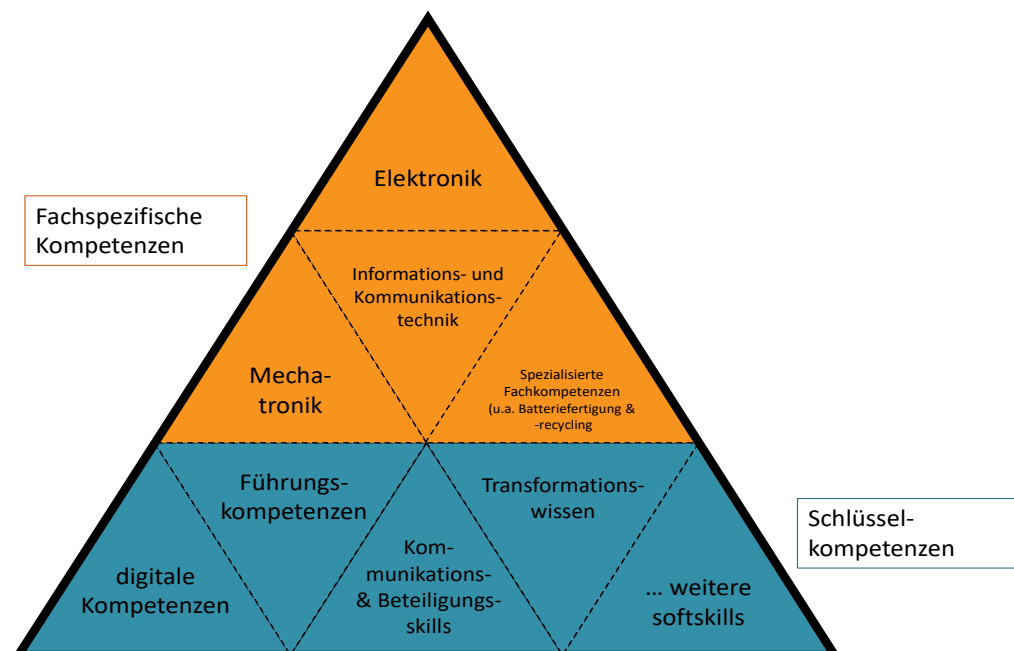 Elektronik
Fachspezifische
Kompetenzen
Informations- und
Kommunikations-
technik
Mecha-
tronik
Spezialisierte
Fachkompetenzen
(u.a. Batteriefertigung &
-recycling
Führungs-
kompetenzen
Transformations-
wissen
Schlüssel-
kompetenzen
digitale
Kompetenzen
Kom-
munikations-
& Beteiligungs-
skills
... weitere
softskills